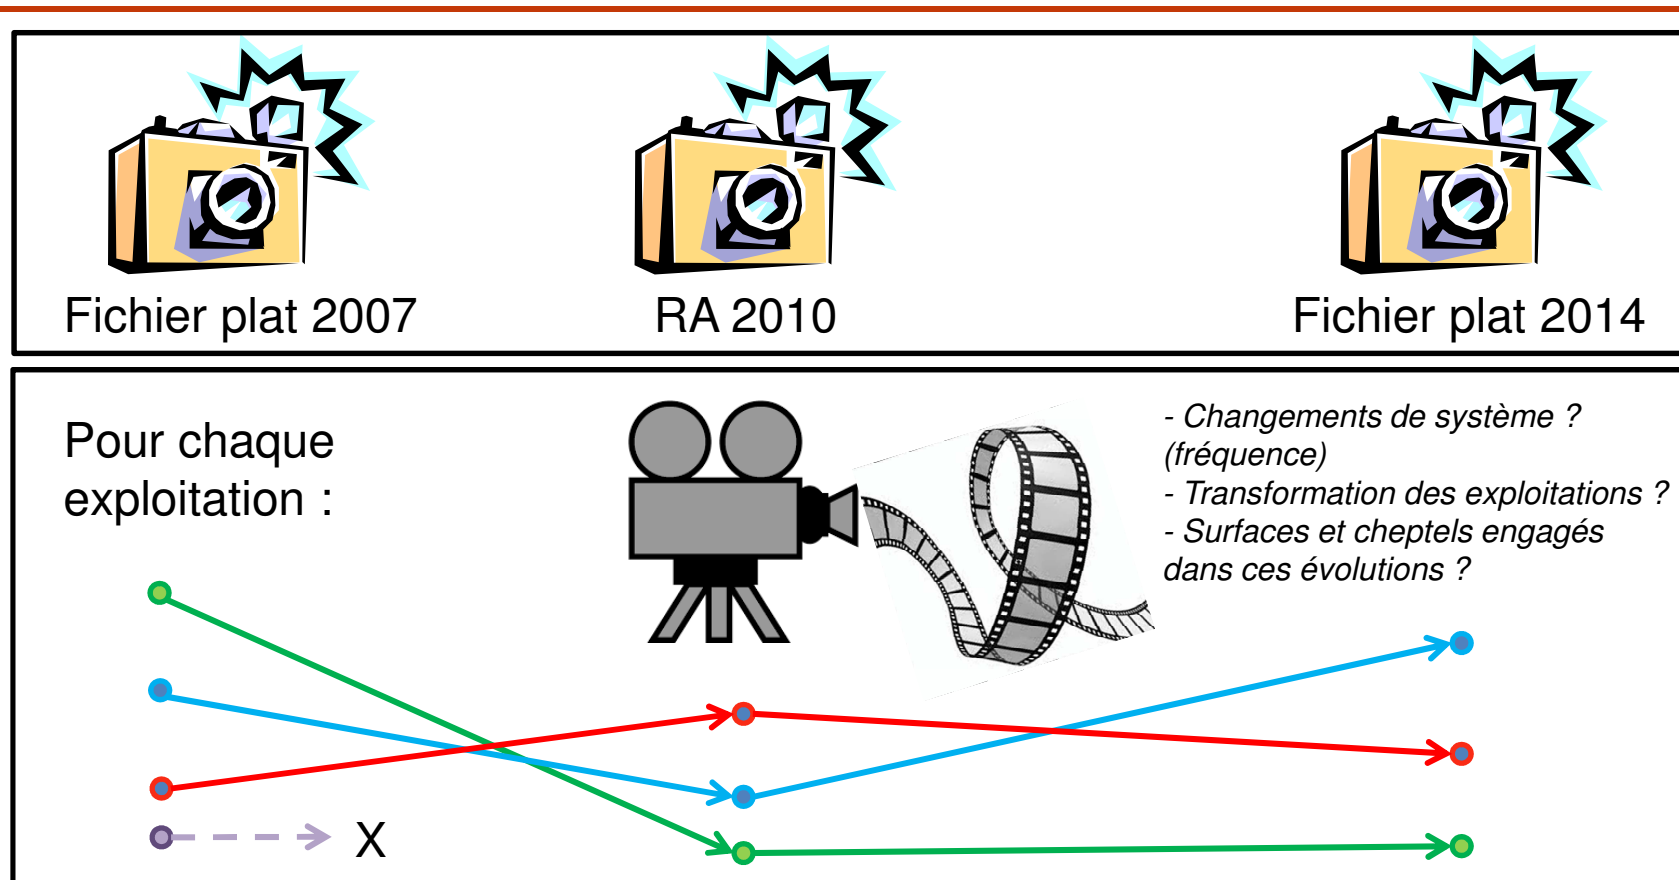 Fichier plat 2007
RA 2010
Fichier plat 2014
Pour chaque
exploitation :
- Changements de système ?
(fréquence)
- Transformation des exploitations ?
- Surfaces et cheptels engagés
dans ces évolutions ?
X